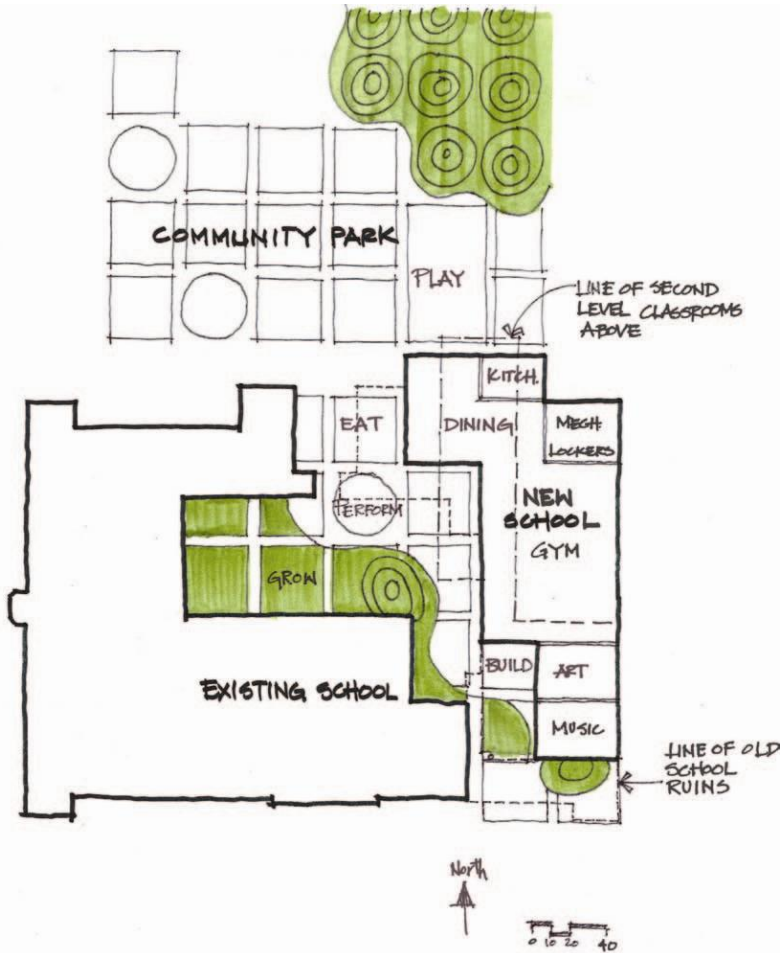 COMMUNITY PARK
PLAY
LINE OF SECOND
LEVEL CLASSROOMS
ABOVE
KITCH.
EAT
DINING
MECH.
LOCKERS
PERFORM
NEW
SCHOOL
GYM
GROW
BUILD
ART
EXISTING SCHOOL
MUSIC
LINE OF OLD
SCHOOL
RUINS
North
0 10 20 40